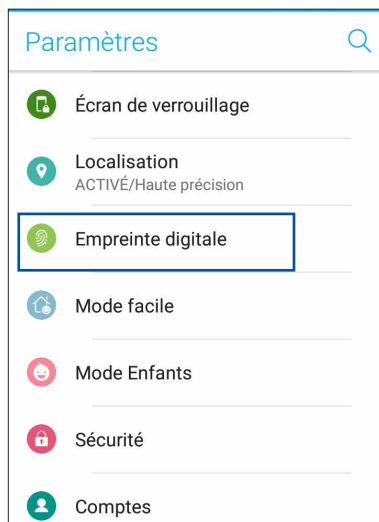 Paramètres
Écran de verrouillage
Localisation
ACTIVÉ/Haute précision
Empreinte digitale
Mode facile
Mode Enfants
Sécurité
Comptes